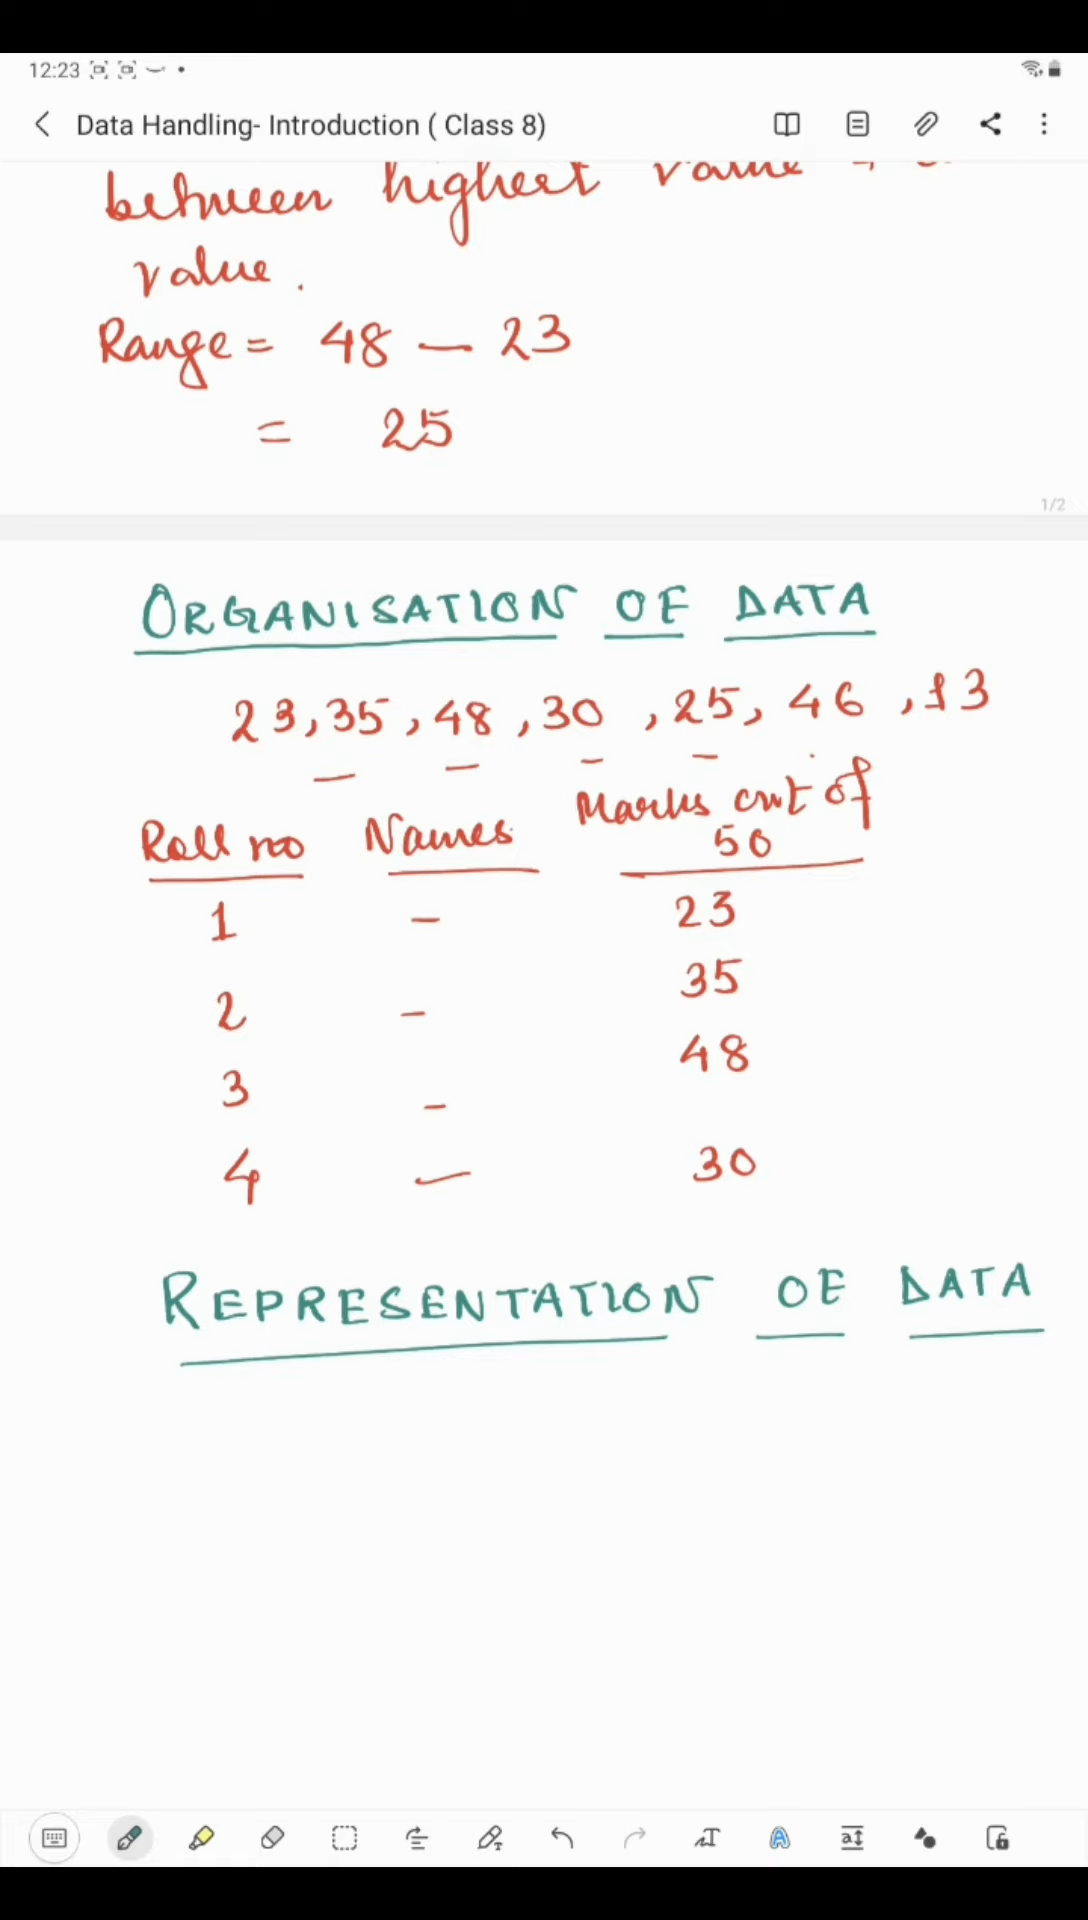 12:23
Data Handling- Introduction ( Class 8)
between highest value
value.
Range = 48 — 23
= 25
1/2
ORGANISATION OF DATA
23, 35, 48, 30, 25, 46, 13
Roll no Names Marks out of
50
1 - 23
2 - 35
3 - 48
4 - 30
REPRESENTATION OF DATA